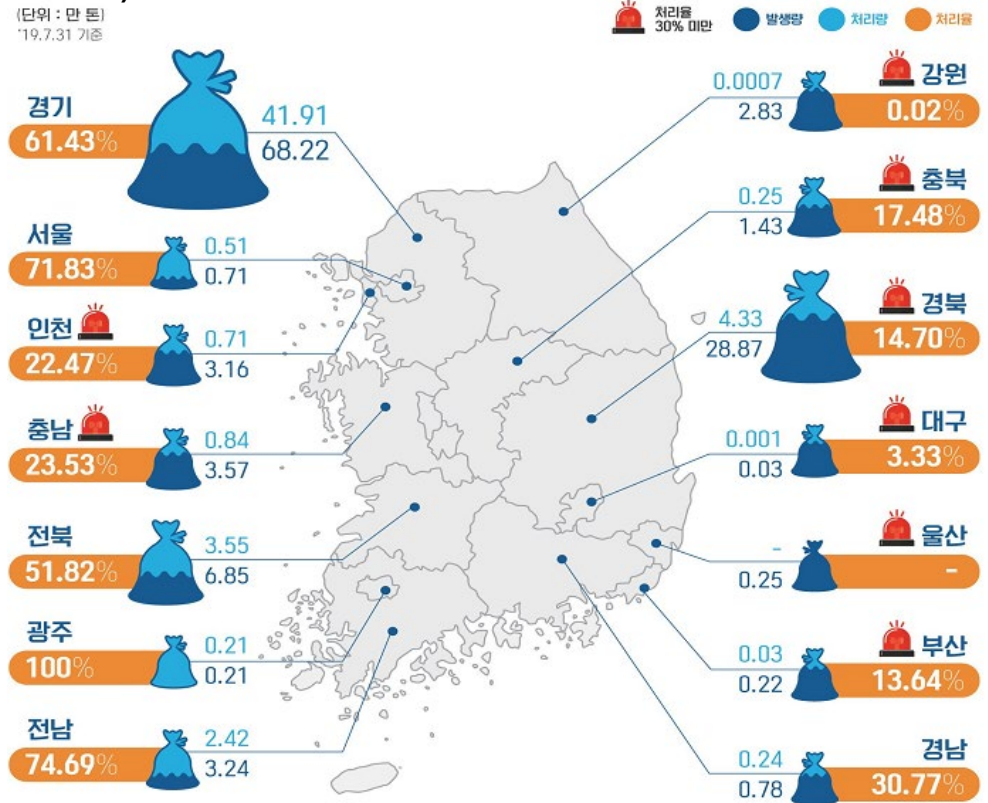 (단위 : 만 톤)
'19.7.31 기준
처리율
30% 미만
발생량
처리량
처리율
경기
61.43%
41.91
68.22
서울
71.83%
0.51
0.71
인천
22.47%
0.71
3.16
충남
23.53%
0.84
3.57
전북
51.82%
3.55
6.85
광주
100%
0.21
0.21
전남
74.69%
2.42
3.24
강원
0.02%
0.0007
2.83
충북
17.48%
0.25
1.43
경북
14.70%
4.33
28.87
대구
3.33%
0.001
0.03
울산
-
-
0.25
부산
13.64%
0.03
0.22
경남
30.77%
0.24
0.78